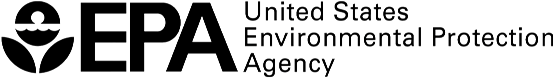 EPA
United States
Environmental Protection
Agency